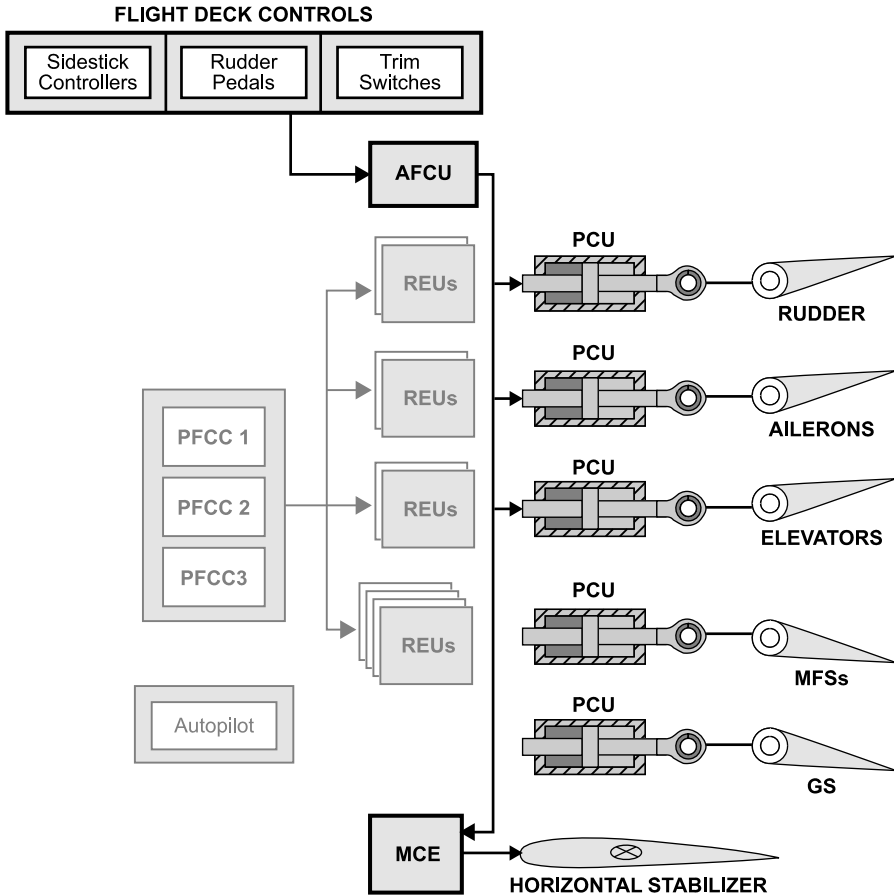 FLIGHT DECK CONTROLS
Sidestick
Controllers
Rudder
Pedals
Trim
Switches
AFCU
PCU
REUs
RUDDER
PCU
REUs
AILERONS
PFCC 1
PCU
REUs
PFCC 2
ELEVATORS
PFCC3
PCU
REUs
MFSs
PCU
Autopilot
GS
MCE
HORIZONTAL STABILIZER